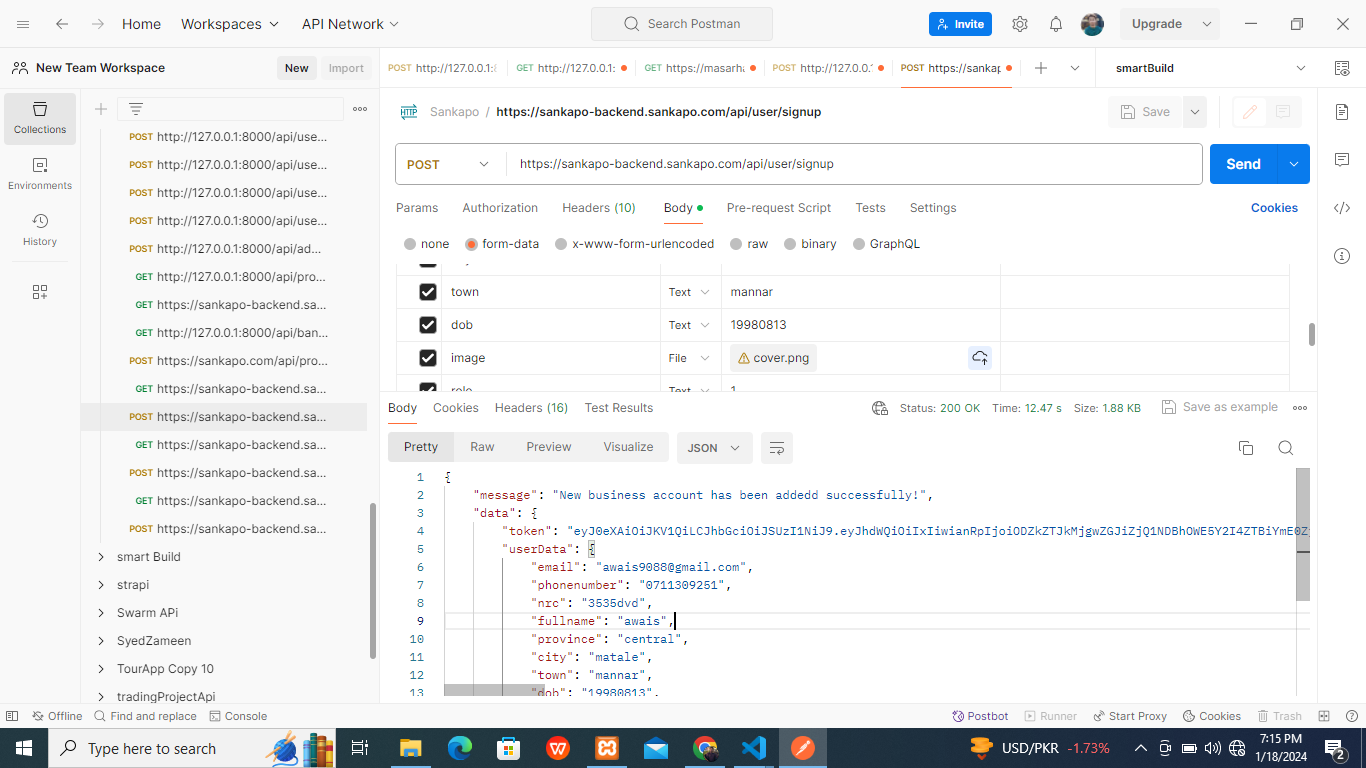 Home
Workspaces
API Network
Search Postman
Invite
Upgrade
New Team Workspace
New
Import
POST http://127.0.0.1:8
GET http://127.0.0.1:
GET https://masarha
POST http://127.0.0.1
POST https://sankap
smartBuild
Collections
Environments
History
POST http://127.0.0.1:8000/api/use...
POST http://127.0.0.1:8000/api/use...
POST http://127.0.0.1:8000/api/use...
POST http://127.0.0.1:8000/api/use...
POST http://127.0.0.1:8000/api/ad...
GET http://127.0.0.1:8000/api/pro...
GET https://sankapo-backend.sa...
GET http://127.0.0.1:8000/api/ban...
POST https://sankapo.com/api/pro...
GET https://sankapo-backend.sa...
POST https://sankapo-backend.sa...
GET https://sankapo-backend.sa...
POST https://sankapo-backend.sa...
GET https://sankapo-backend.sa...
POST https://sankapo-backend.sa...
smart Build
strapi
Swarm APi
SyedZameen
TourApp Copy 10
tradingProjectApi
HTTP Sankapo / https://sankapo-backend.sankapo.com/api/user/signup
Save
POST https://sankapo-backend.sankapo.com/api/user/signup
Send
Params Authorization Headers (10) Body Pre-request Script Tests Settings Cookies
none form-data x-www-form-urlencoded raw binary GraphQL
town Text mannar
dob Text 19980813
image File cover.png
role Text 1
Body Cookies Headers (16) Test Results
Status: 200 OK Time: 12.47 s Size: 1.88 KB Save as example
Pretty Raw Preview Visualize JSON
1 {
2 "message": "New business account has been addedd successfully!",
3 "data": {
4 "token": "eyJ0eXAiOiJKV1QiLCJhbGciOiJSUzI1NiJ9.eyJhdWQiOiIxIiwianRpIjoiODZkZTJkMjgwZGJiZjQ1NDBhOWE5Y2I4ZTBiYmE0Zj
5 "userData": {
6 "email": "awais9088@gmail.com",
7 "phonenumber": "0711309251",
8 "nrc": "3535dvd",
9 "fullname": "awais",
10 "province": "central",
11 "city": "matale",
12 "town": "mannar",
13 "dob": "19980813",
Offline Find and replace Console
Postbot Runner Start Proxy Cookies Trash
Type here to search
USD/PKR -1.73%
7:15 PM
1/18/2024
2